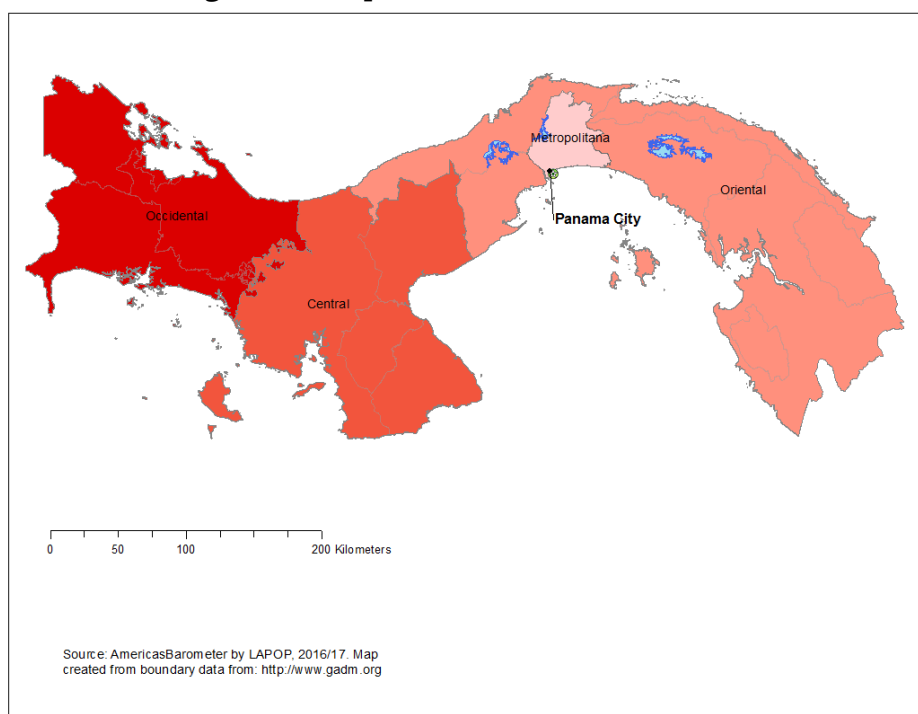 Metropolitana
Oriental
Occidental
Panama City
Central
0 50 100 200 Kilometers
Source: AmericasBarometer by LAPOP, 2016/17. Map
created from boundary data from: http://www.gadm.org